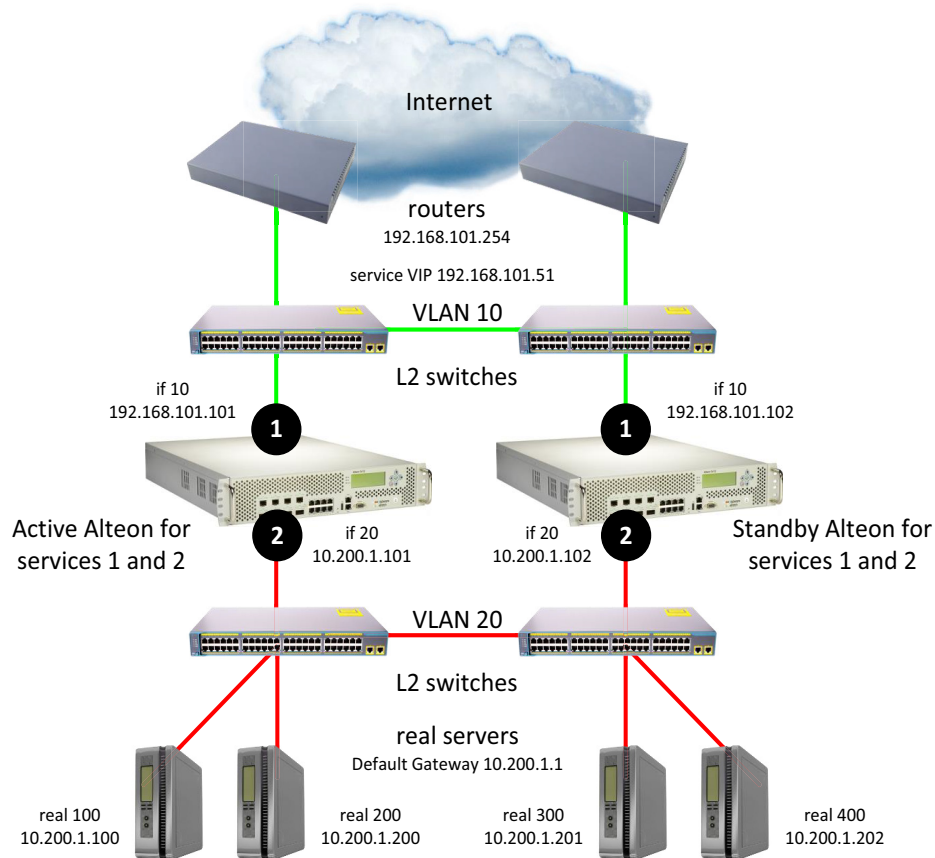 Internet
routers
192.168.101.254
service VIP 192.168.101.51
VLAN 10
L2 switches
if 10
192.168.101.101
if 10
192.168.101.102
1
1
Active Alteon for
services 1 and 2
2
if 20
10.200.1.101
if 20
10.200.1.102
2
Standby Alteon for
services 1 and 2
VLAN 20
L2 switches
real servers
Default Gateway 10.200.1.1
real 100
10.200.1.100
real 200
10.200.1.200
real 300
10.200.1.201
real 400
10.200.1.202